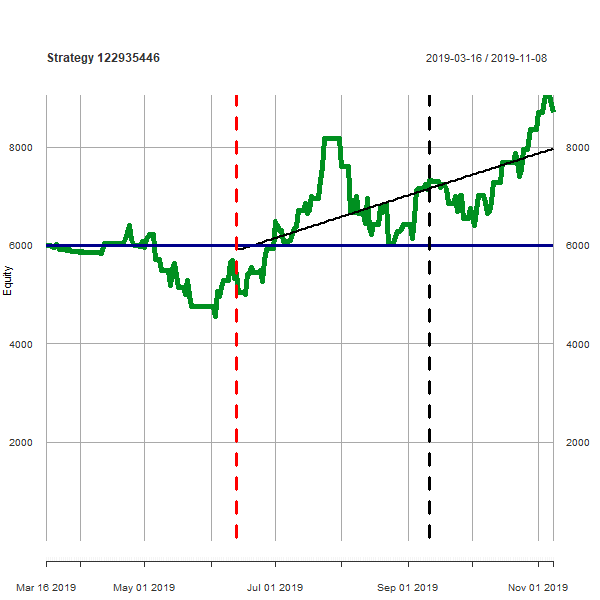 Strategy 122935446
2019-03-16 / 2019-11-08
8000
8000
6000
6000
Equity
4000
4000
2000
2000
Mar 16 2019
May 01 2019
Jul 01 2019
Sep 01 2019
Nov 01 2019